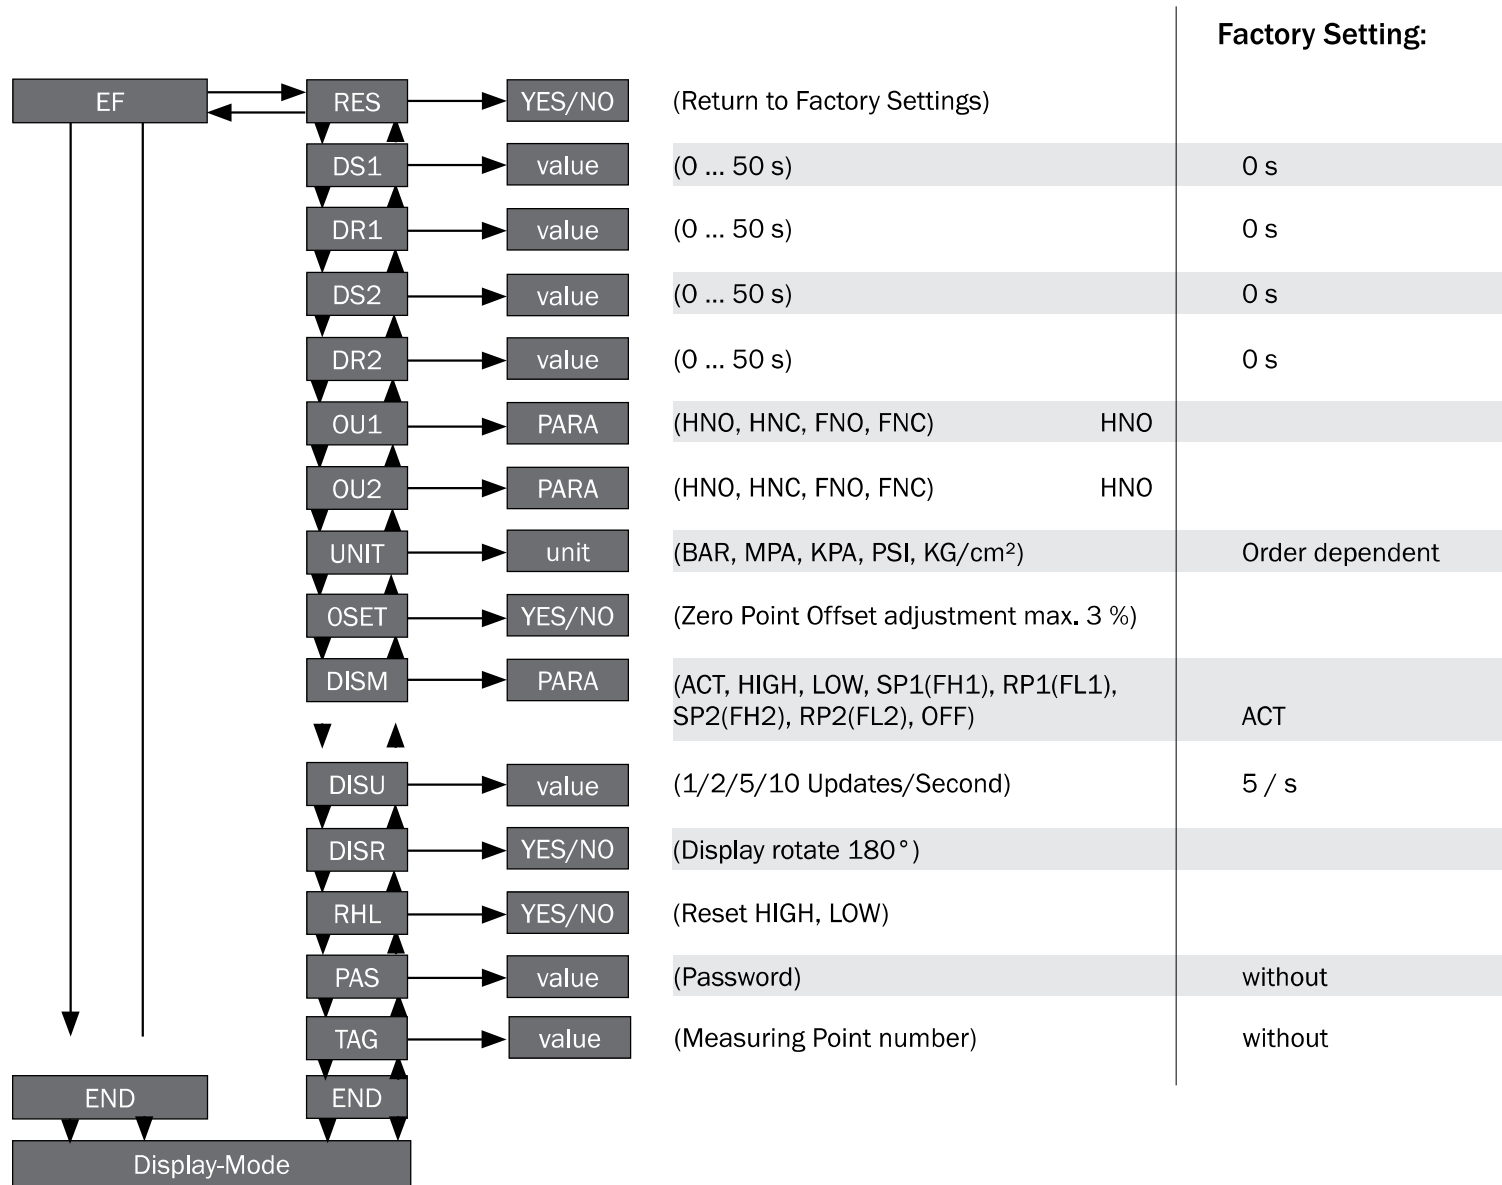 Factory Setting:
EF RES YES/NO (Return to Factory Settings)
DS1 value (0 ... 50 s) 0 s
DR1 value (0 ... 50 s) 0 s
DS2 value (0 ... 50 s) 0 s
DR2 value (0 ... 50 s) 0 s
OU1 PARA (HNO, HNC, FNO, FNC) HNO
OU2 PARA (HNO, HNC, FNO, FNC) HNO
UNIT unit (BAR, MPA, KPA, PSI, KG/cm²) Order dependent
0SET YES/NO (Zero Point Offset adjustment max. 3 %)
DISM PARA (ACT, HIGH, LOW, SP1(FH1), RP1(FL1),
SP2(FH2), RP2(FL2), OFF) ACT
DISU value (1/2/5/10 Updates/Second) 5 / s
DISR YES/NO (Display rotate 180°)
RHL YES/NO (Reset HIGH, LOW)
PAS value (Password) without
TAG value (Measuring Point number) without
END END
Display-Mode